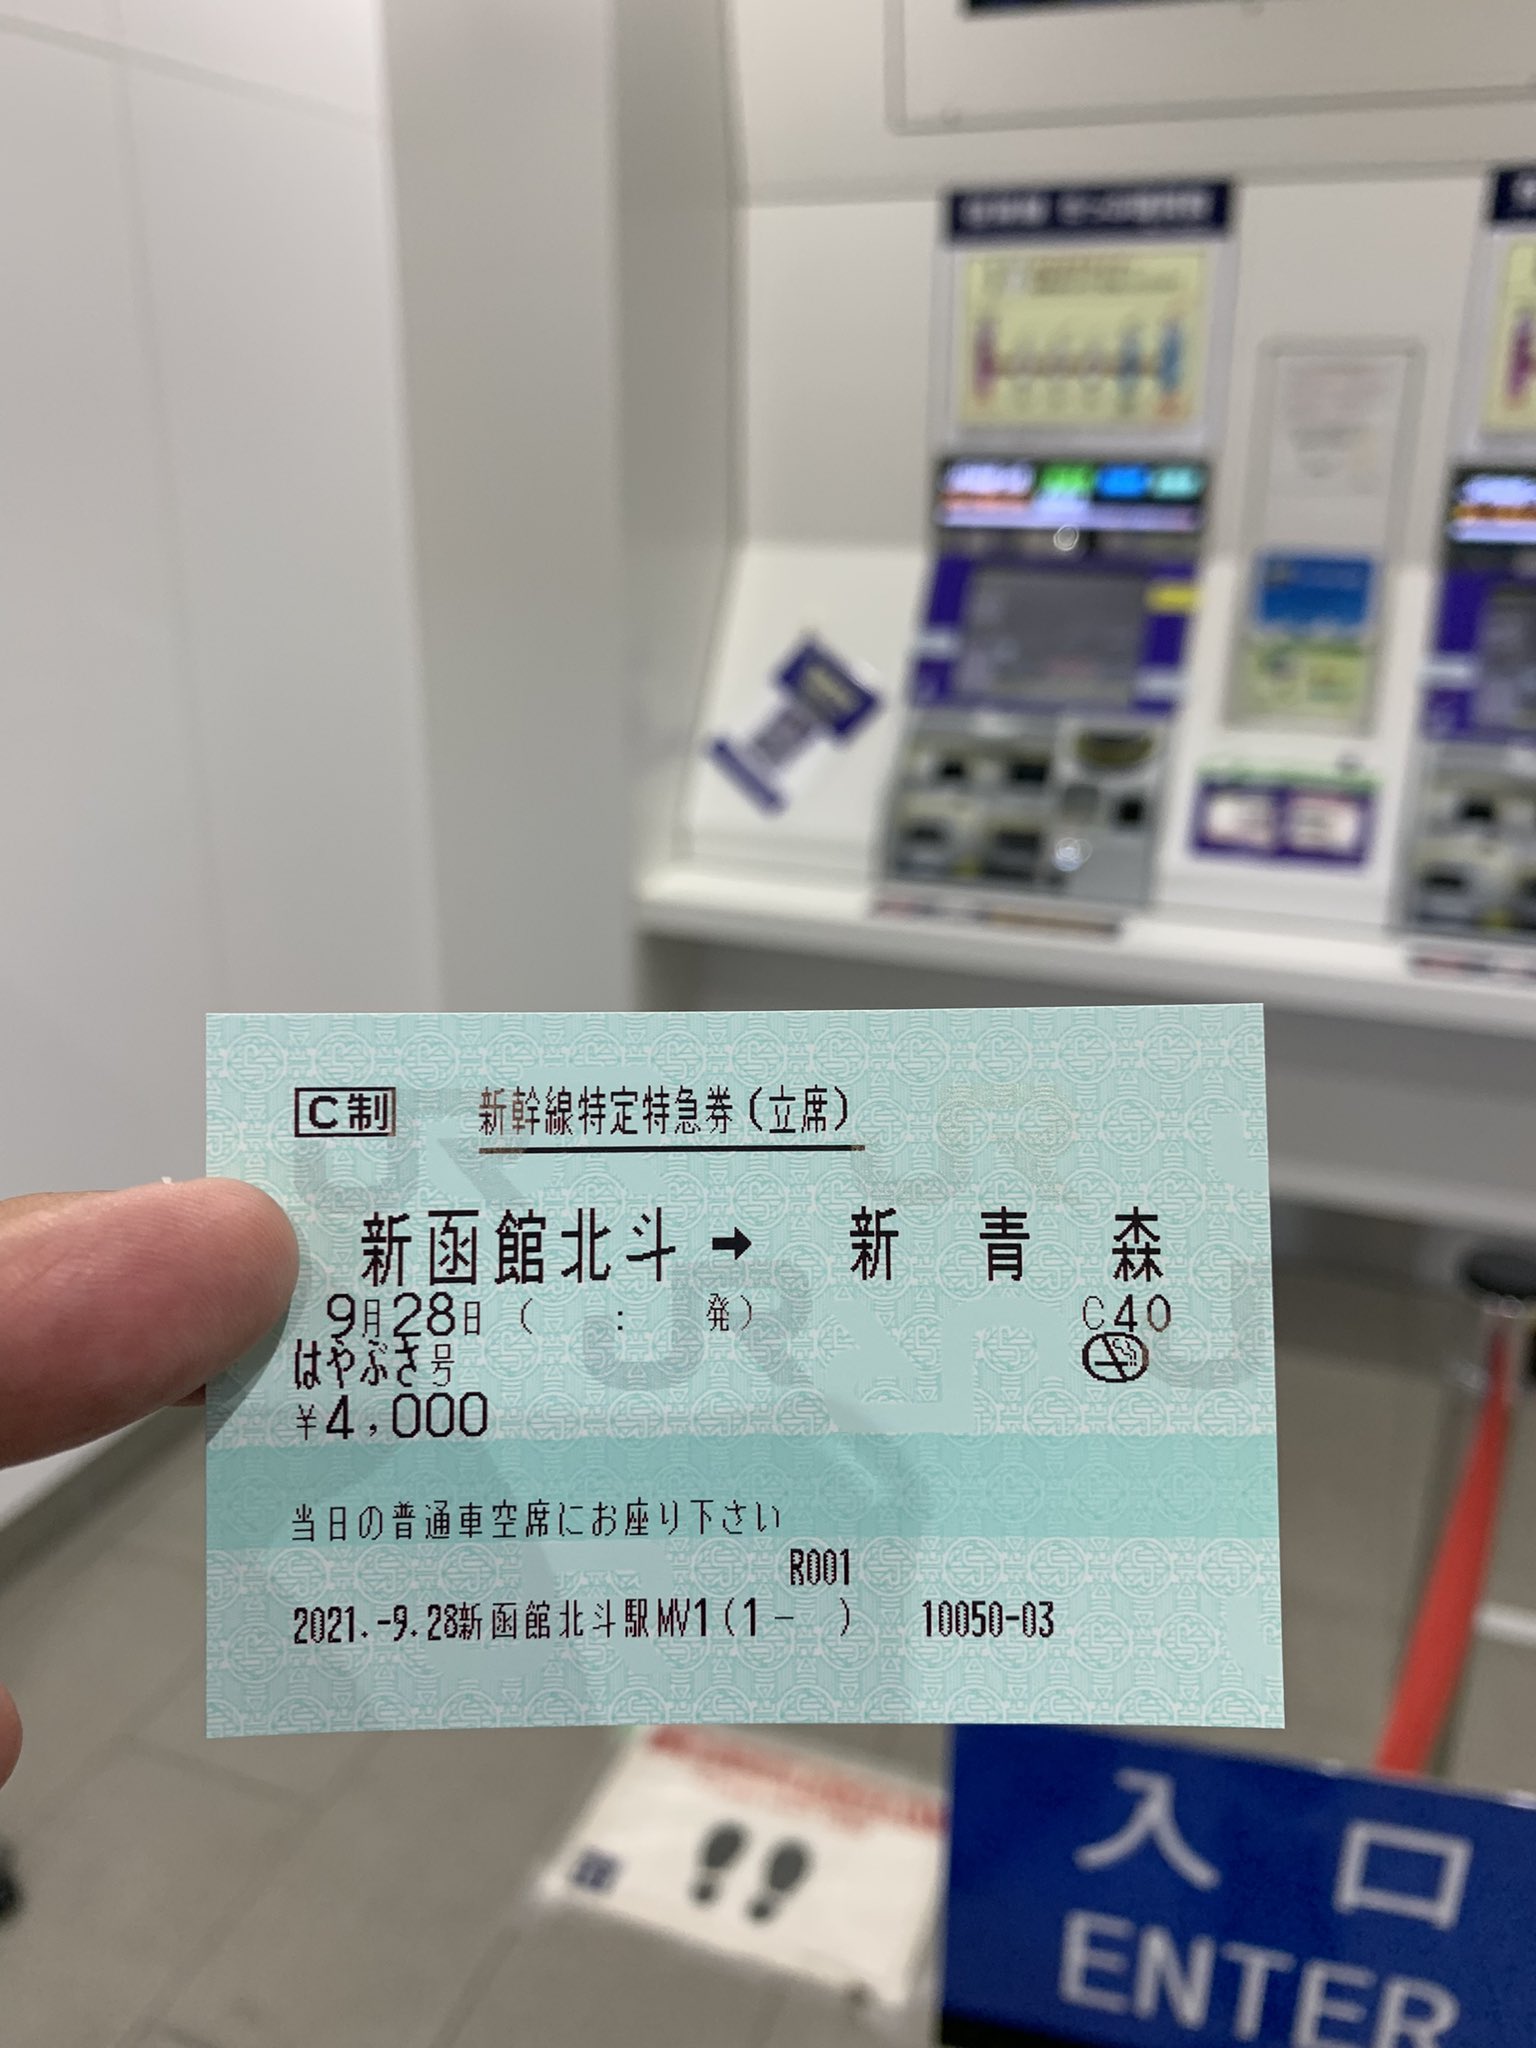 C制 新幹線特定特急券(立席)
新函館北斗 ➡ 新青森
9月28日 ( : 発) C40
はやぶさ号
¥4,000
当日の普通車空席にお座り下さい
R001
2021.-9.28新函館北斗駅MV1(1- ) 10050-03
入口
ENTER